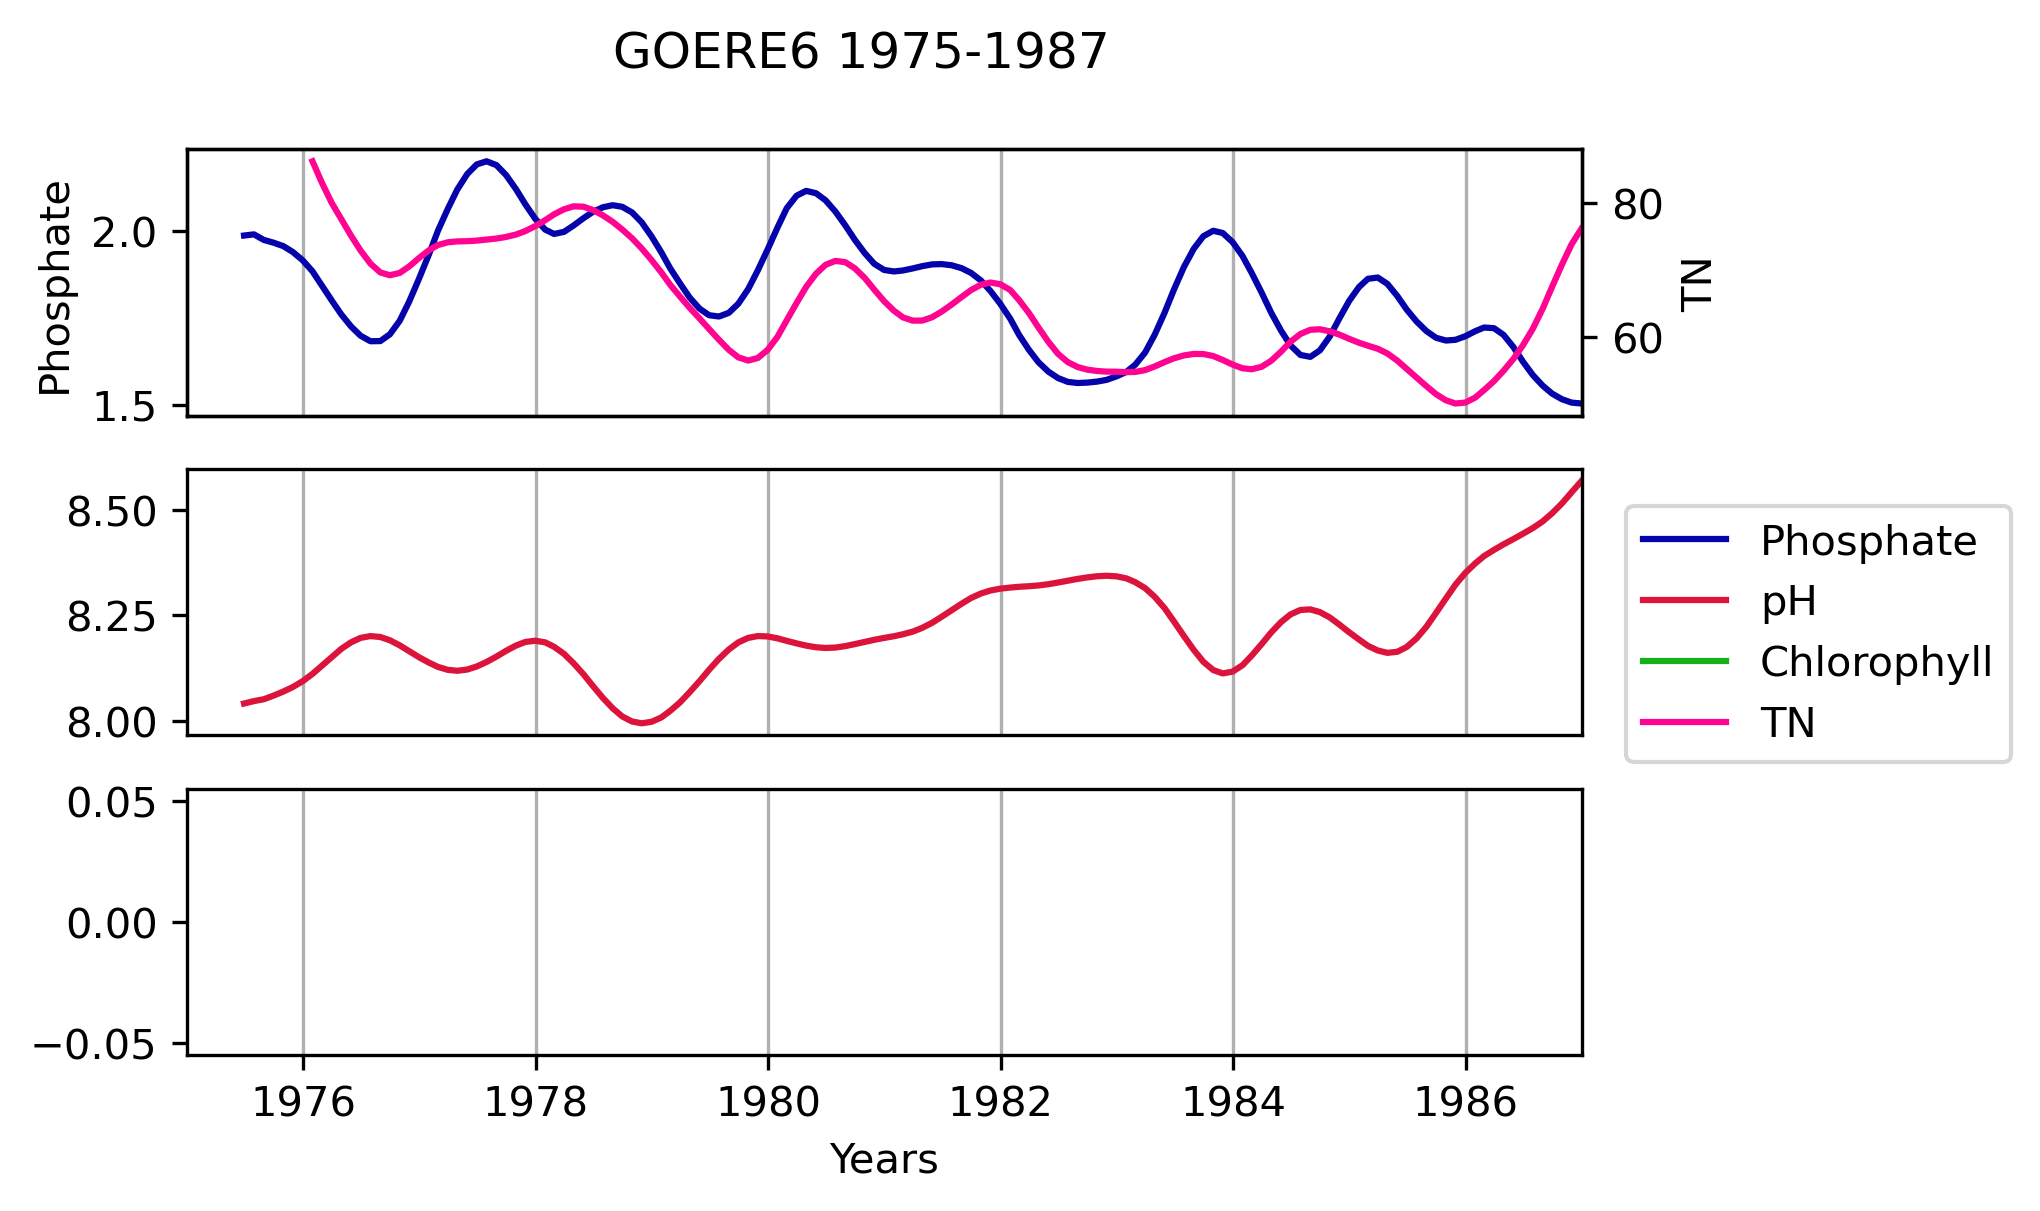 GOERE6 1975-1987
Phosphate
2.0
1.5
80
60
TN
8.50
8.25
8.00
Phosphate
pH
Chlorophyll
TN
0.05
0.00
−0.05
1976 1978 1980 1982 1984 1986
Years